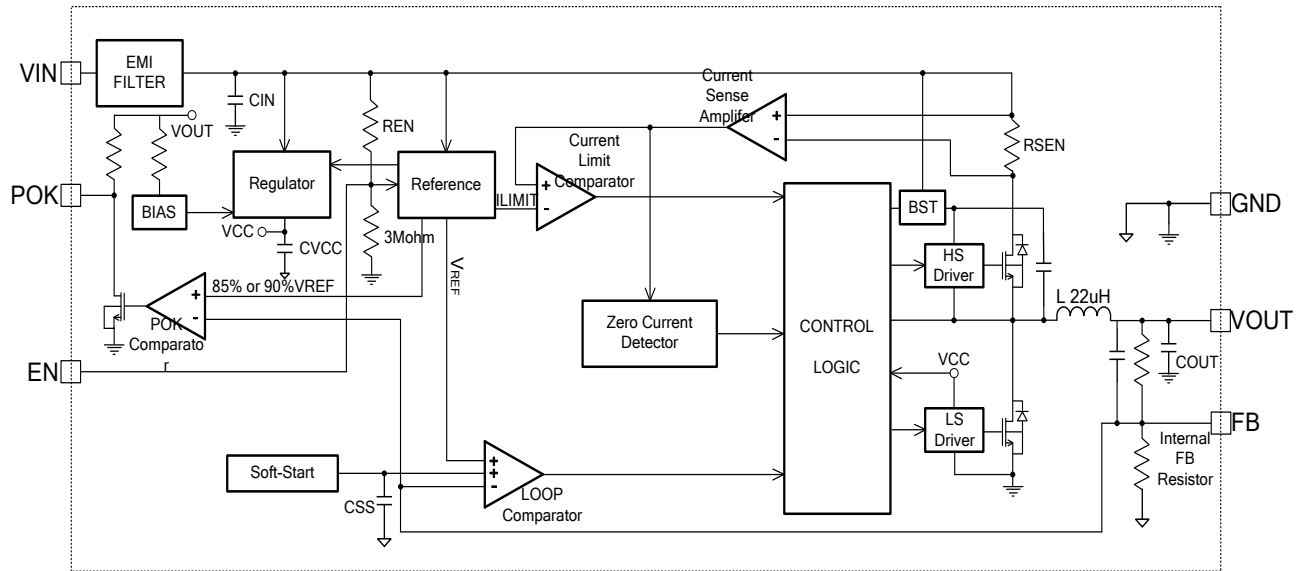 EMI
FILTER
VIN
CIN
VOUT
REN
Current
Sense
Amplifer
+
-
RSEN
POK
BIAS
Regulator
Reference
ILIMIT
Current
Limit
Comparator
+
-
BST
GND
VCC
CVCC
3Mohm
VREF
HS
Driver
85% or 90%VREF
+
-
POK
Comparato
r
Zero Current
Detector
CONTROL
LOGIC
L 22uH
VOUT
COUT
EN
VCC
LS
Driver
FB
Internal
FB
Resistor
Soft-Start
CSS
+
+
-
LOOP
Comparator